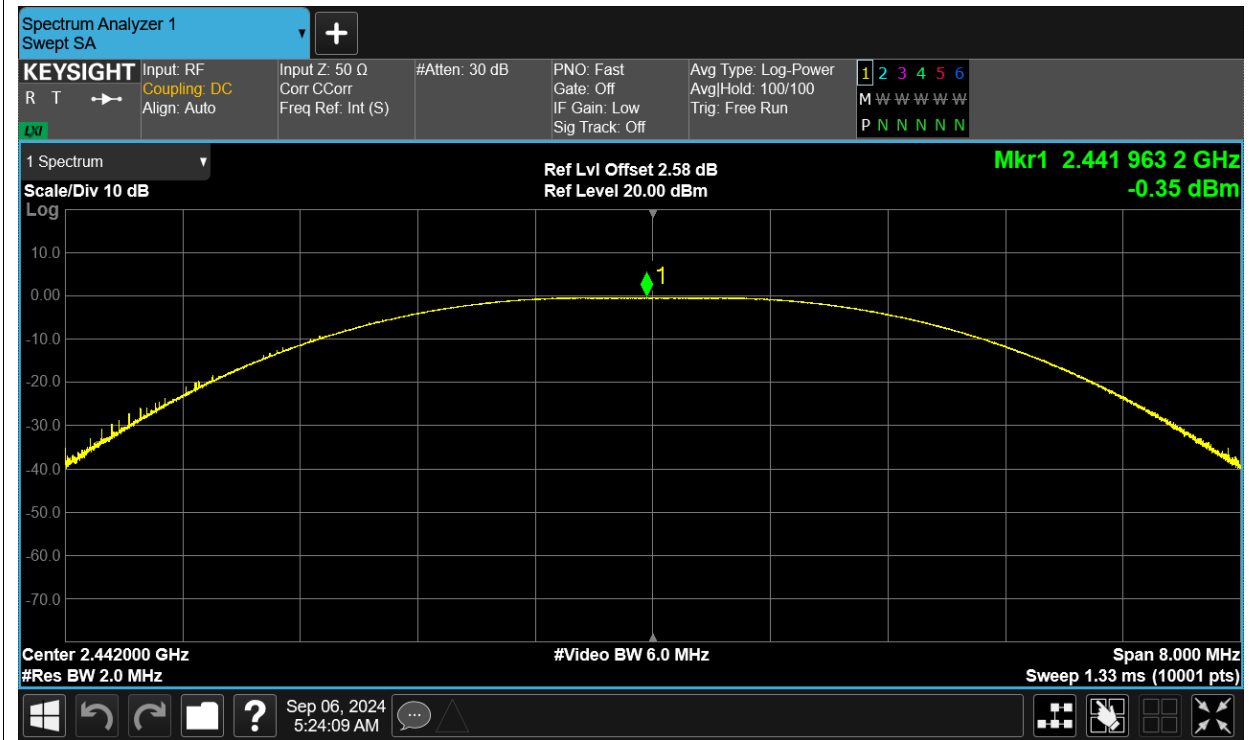 Spectrum Analyzer 1
Swept SA
KEYSIGHT
R T
LXI
Input: RF
Coupling: DC
Align: Auto
Input Z: 50 Ω
Corr CCorr
Freq Ref: Int (S)
#Atten: 30 dB
PNO: Fast
Gate: Off
IF Gain: Low
Sig Track: Off
Avg Type: Log-Power
Avg|Hold: 100/100
Trig: Free Run
1 2 3 4 5 6
M W W W W W
P N N N N N
1 Spectrum
Scale/Div 10 dB
Log
Ref Lvl Offset 2.58 dB
Ref Level 20.00 dBm
Mkr1 2.441 963 2 GHz
-0.35 dBm
10.0
0.00
-10.0
-20.0
-30.0
-40.0
-50.0
-60.0
-70.0
1
Center 2.442000 GHz
#Res BW 2.0 MHz
#Video BW 6.0 MHz
Span 8.000 MHz
Sweep 1.33 ms (10001 pts)
?
Sep 06, 2024
5:24:09 AM